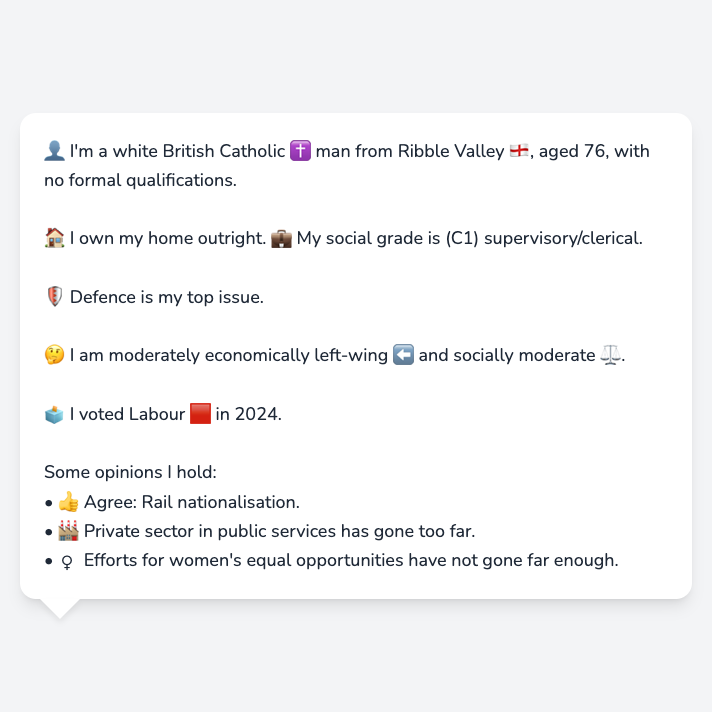 👤 I'm a white British Catholic ✝️ man from Ribble Valley 🏴󠁧󠁢󠁥󠁮󠁧󠁿, aged 76, with
no formal qualifications.
🏠 I own my home outright. 💼 My social grade is (C1) supervisory/clerical.
🛡️ Defence is my top issue.
🤔 I am moderately economically left-wing ⬅️ and socially moderate ⚖️.
🗳️ I voted Labour 🟥 in 2024.
Some opinions I hold:
• 👍 Agree: Rail nationalisation.
• 🏭 Private sector in public services has gone too far.
• ♀ Efforts for women's equal opportunities have not gone far enough.